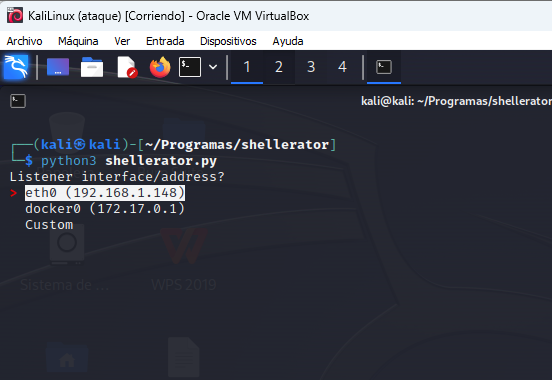 KaliLinux (ataque) [Corriendo] - Oracle VM VirtualBox
Archivo Máquina Ver Entrada Dispositivos Ayuda
1 2 3 4
kali@kali: ~/Programas/shellerator
┌──(kali㉿kali)-[~/Programas/shellerator]
└─$ python3 shellerator.py
Listener interface/address?
> eth0 (192.168.1.148)
docker0 (172.17.0.1)
Custom
Sistema de ...
WPS 2019